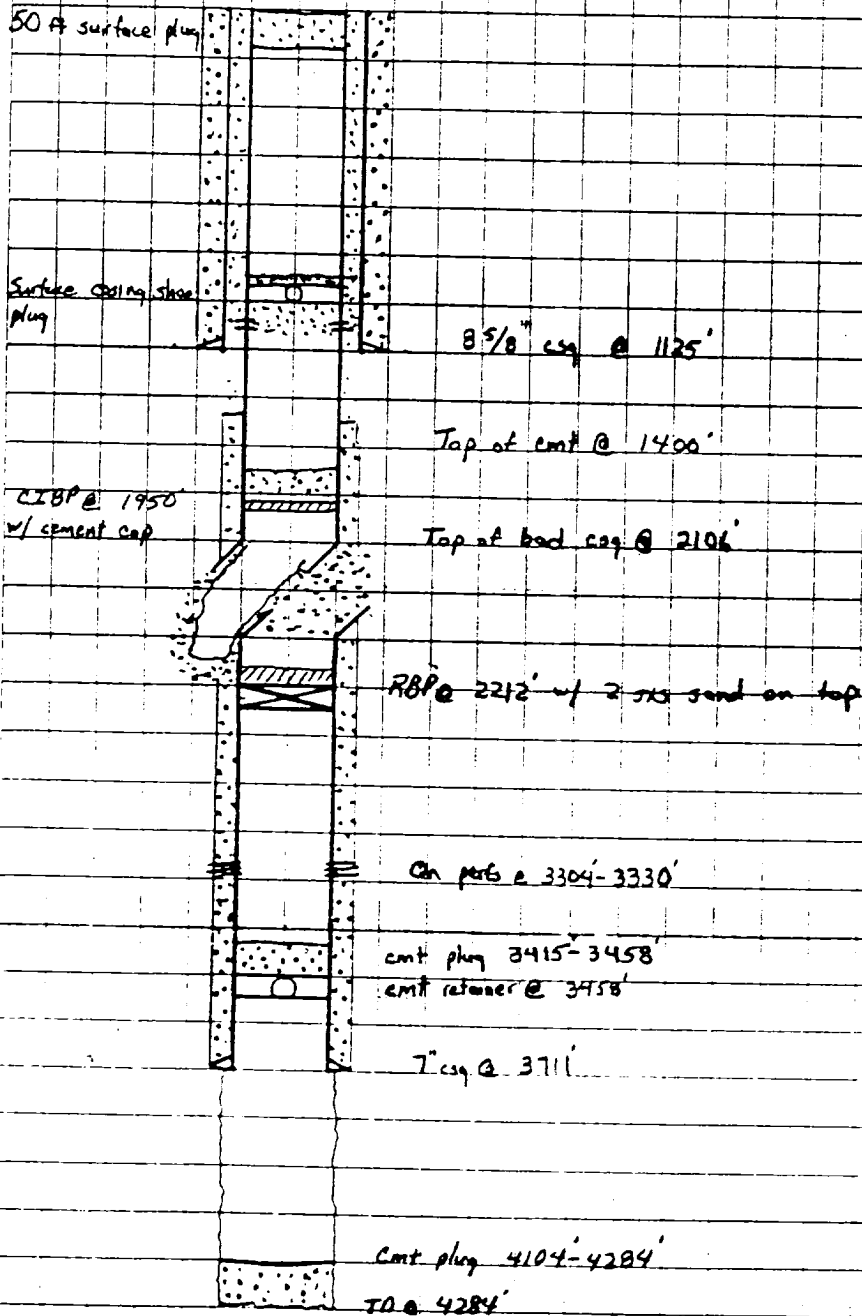 50 ft surface plug
Surface casing shoe
plug
8 5/8" csg @ 1125'
Top of cmt @ 1400'
CIBP @ 1950'
w/ cement cap
Top of bad csg @ 2106'
RBP @ 2212' w/ 2 sxs sand on top
perfs @ 3304'-3330'
cmt plug 3415'-3458'
cmt retainer @ 3458'
7" csg @ 3711'
Cmt plug 4104'-4284'
TD @ 4284'